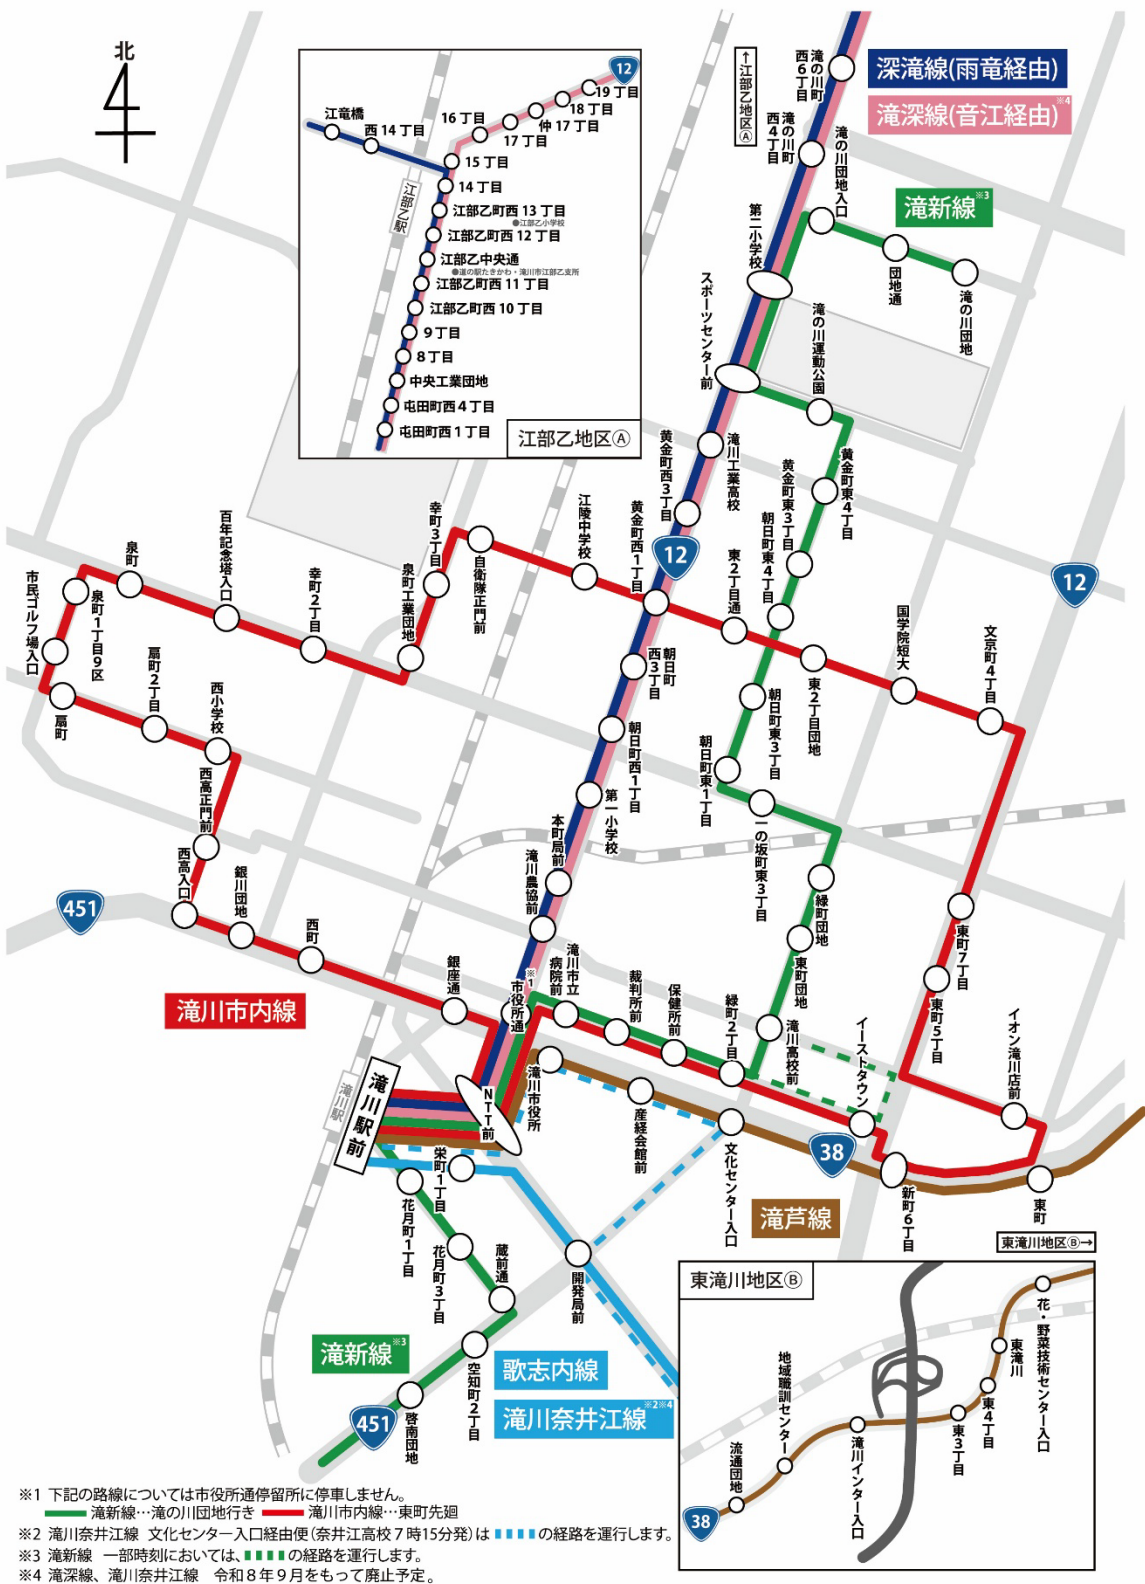 北
↑江部乙地区Ⓐ
深滝線(雨竜経由)
滝深線(音江経由)※4
滝新線※3
12
江竜橋
西14丁目
19丁目
18丁目
仲17丁目
17丁目
16丁目
15丁目
14丁目
江部乙駅
江部乙町西13丁目
●江部乙小学校
江部乙町西12丁目
江部乙中央通
●道の駅たきかわ・滝川市江部乙支所
江部乙町西11丁目
江部乙町西10丁目
9丁目
8丁目
中央工業団地
屯田町西4丁目
屯田町西1丁目
江部乙地区Ⓐ
滝の川町西6丁目
滝の川町西4丁目
滝の川団地入口
団地通
滝の川団地
第二小学校
スポーツセンター前
滝の川運動公園
滝川工業高校
黄金町西3丁目
黄金町東4丁目
黄金町東3丁目
朝日町東4丁目
12
12
黄金町西1丁目
江陵中学校
自衛隊正門前
幸町3丁目
泉町工業団地
幸町2丁目
百年記念塔入口
泉町
泉町1丁目9区
市民ゴルフ場入口
扇町
扇町2丁目
西小学校
西高正門前
西高入口
銀川団地
西町
銀座通
東2丁目通
東2丁目団地
国学院短大
文京町4丁目
朝日町西3丁目
朝日町西1丁目
第一小学校
本町局前
滝川農協前
朝日町東3丁目
朝日町東1丁目
一の坂町東3丁目
緑町団地
東町団地
滝川高校前
東町7丁目
東町5丁目
イオン滝川店前
イーストタウン
451
滝川市内線
※1
市役所通
滝川市立病院前
裁判所前
保健所前
緑町2丁目
滝川駅
滝川駅前
NTT前
滝川市役所
産経会館前
文化センター入口
38
新町6丁目
東町
滝芦線
東滝川地区Ⓑ→
栄町1丁目
花月町1丁目
花月町3丁目
蔵前通
開発局前
滝新線※3
空知町2丁目
啓南団地
451
歌志内線
滝川奈井江線※2※4
東滝川地区Ⓑ
花・野菜技術センター入口
東滝川
東4丁目
東3丁目
滝川インター入口
地域職訓センター
流通団地
38
※1 下記の路線については市役所通停留所に停車しません。
滝新線…滝の川団地行き 滝川市内線…東町先廻
※2 滝川奈井江線 文化センター入口経由便(奈井江高校7時15分発)は の経路を運行します。
※3 滝新線 一部時刻においては、 の経路を運行します。
※4 滝深線、滝川奈井江線 令和8年9月をもって廃止予定。